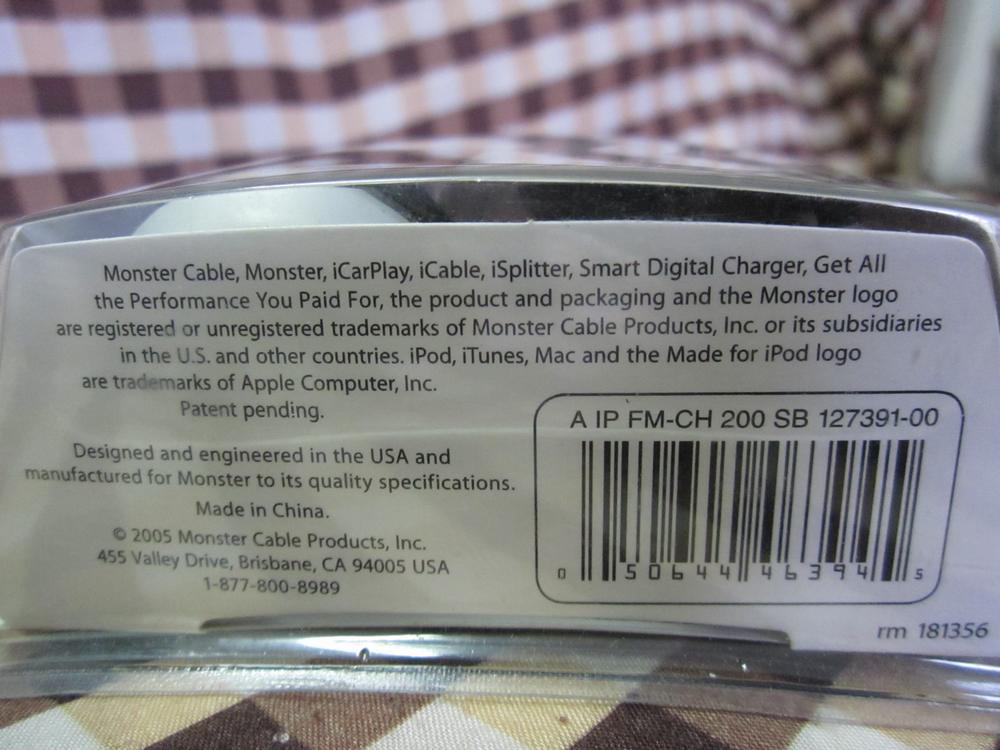 Monster Cable, Monster, iCarPlay, iCable, iSplitter, Smart Digital Charger, Get All
the Performance You Paid For, the product and packaging and the Monster logo
are registered or unregistered trademarks of Monster Cable Products, Inc. or its subsidiaries
in the U.S. and other countries. iPod, iTunes, Mac and the Made for iPod logo
are trademarks of Apple Computer, Inc.
Patent pending.
Designed and engineered in the USA and
manufactured for Monster to its quality specifications.
Made in China.
© 2005 Monster Cable Products, Inc.
455 Valley Drive, Brisbane, CA 94005 USA
1-877-800-8989
A IP FM-CH 200 SB 127391-00
0 50644 46394 5
rm 181356